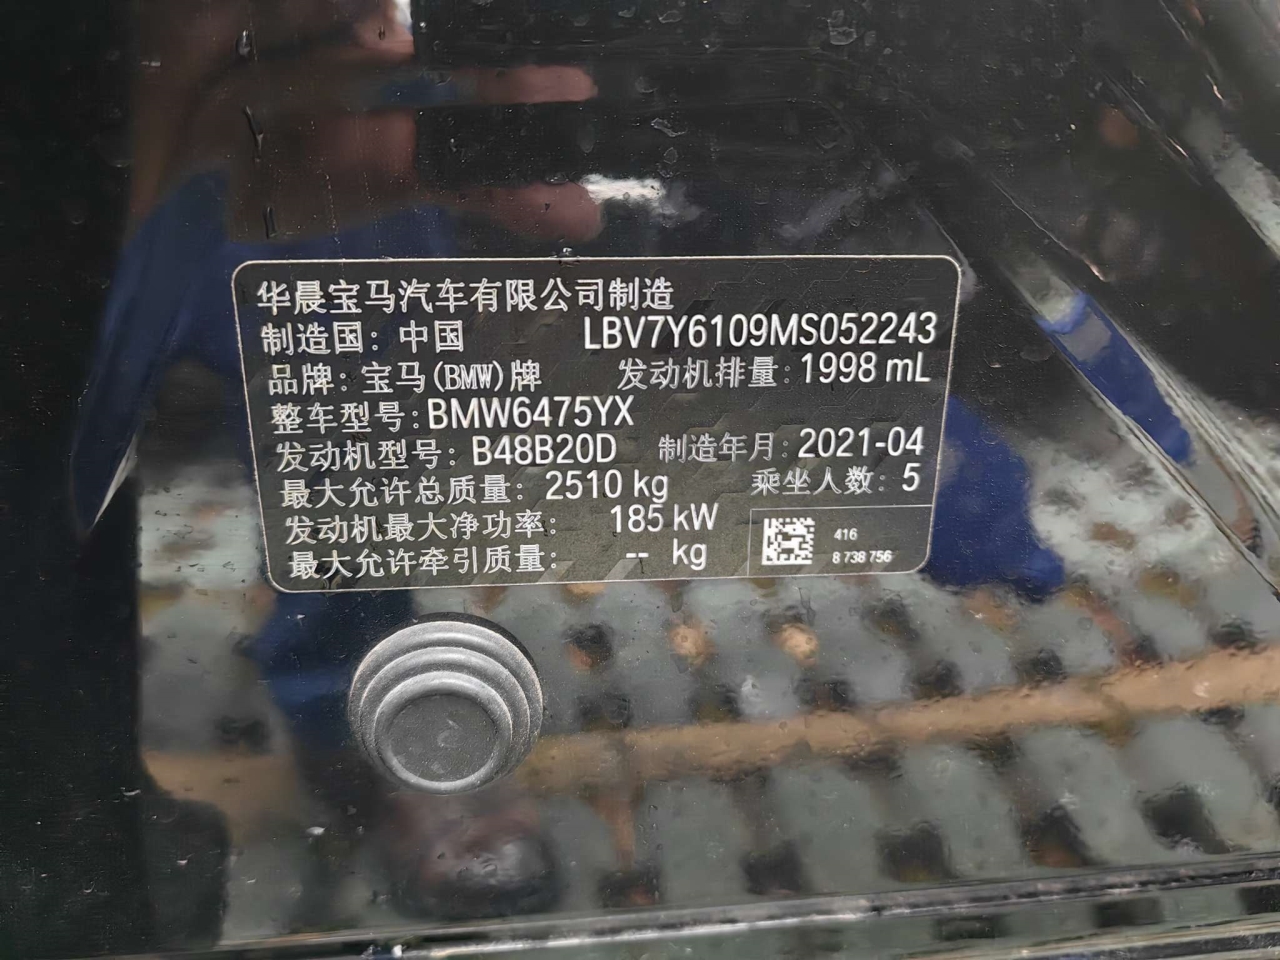 华晨宝马汽车有限公司制造
制造国: 中国 LBV7Y6109MS052243
品牌: 宝马(BMW)牌 发动机排量: 1998 mL
整车型号: BMW6475YX
发动机型号: B48B20D 制造年月: 2021-04
最大允许总质量: 2510 kg 乘坐人数: 5
发动机最大净功率: 185 kW
最大允许牵引质量: -- kg
416
8 738 756